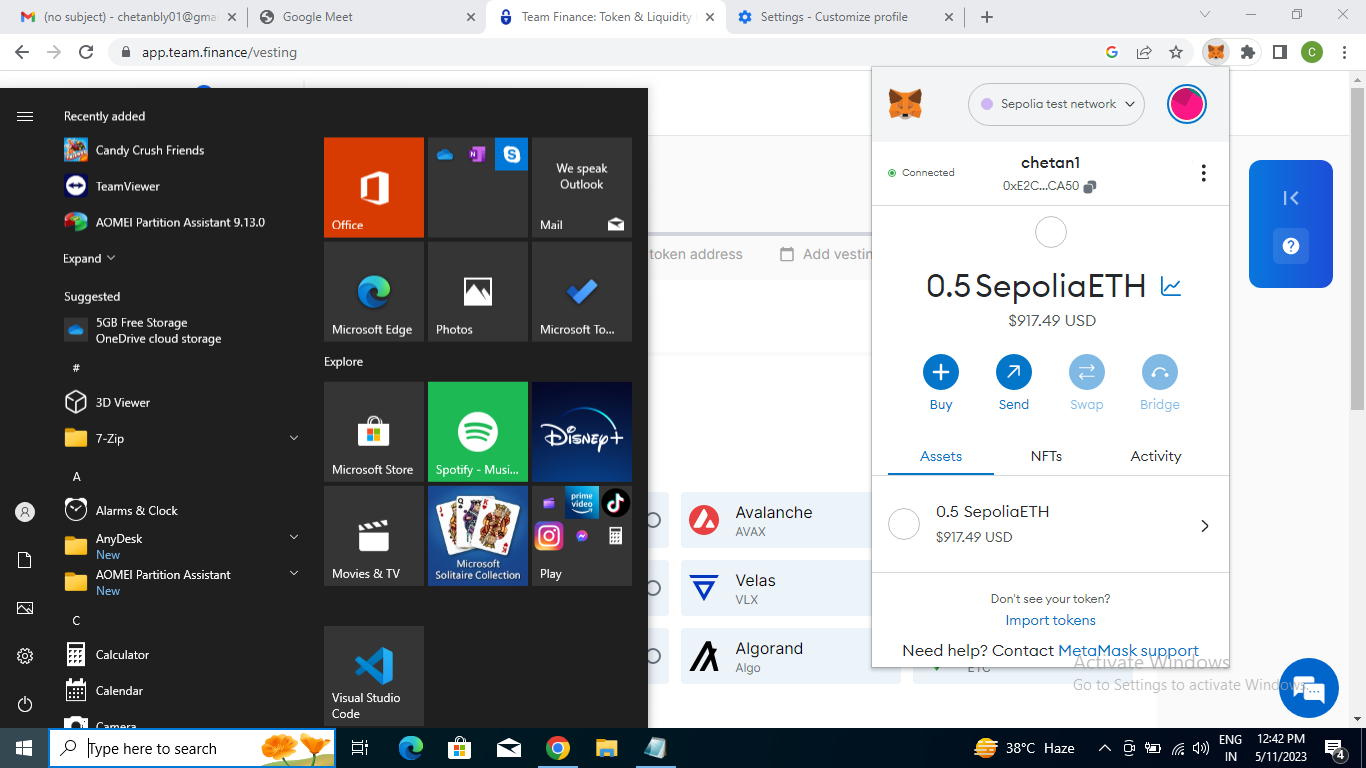 (no subject) - chetanbly01@gma
Google Meet
Team Finance: Token & Liquidity
Settings - Customize profile
app.team.finance/vesting
C
Recently added
Candy Crush Friends
TeamViewer
AOMEI Partition Assistant 9.13.0
Expand
Suggested
5GB Free Storage
OneDrive cloud storage
#
3D Viewer
7-Zip
A
Alarms & Clock
AnyDesk
New
AOMEI Partition Assistant
New
C
Calculator
Calendar
Camera
Office
We speak
Outlook
Mail
Microsoft Edge
Photos
Microsoft To...
Explore
Microsoft Store
Spotify - Musi...
Disney+
Movies & TV
Microsoft
Solitaire Collection
prime
video
Play
Visual Studio
Code
token address
Add vestin
Avalanche
AVAX
Velas
VLX
Algorand
Algo
ETC
Sepolia test network
Connected
chetan1
0xE2C...CA50
0.5 SepoliaETH
$917.49 USD
Buy
Send
Swap
Bridge
Assets
NFTs
Activity
0.5 SepoliaETH
$917.49 USD
Don't see your token?
Import tokens
Need help? Contact MetaMask support
Activate Windows
Go to Settings to activate Windows.
Type here to search
38°C Haze
ENG
IN
12:42 PM
5/11/2023
4